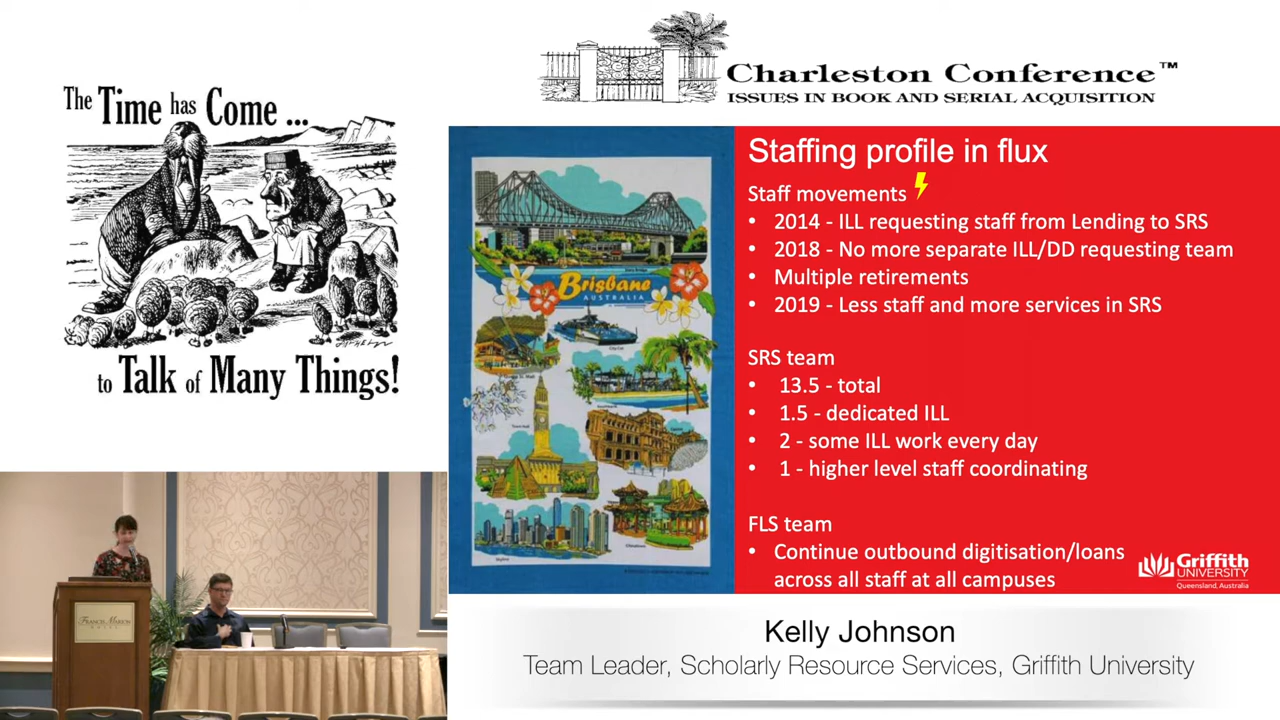 The Time has Come ...
to Talk of Many Things!
Charleston Conference™
ISSUES IN BOOK AND SERIAL ACQUISITION
Brisbane
AUSTRALIA
Staffing profile in flux
Staff movements
• 2014 - ILL requesting staff from Lending to SRS
• 2018 - No more separate ILL/DD requesting team
• Multiple retirements
• 2019 - Less staff and more services in SRS
SRS team
• 13.5 - total
• 1.5 - dedicated ILL
• 2 - some ILL work every day
• 1 - higher level staff coordinating
FLS team
• Continue outbound digitisation/loans
across all staff at all campuses
Griffith
UNIVERSITY
Queensland, Australia
FRANCIS MARION
HOTEL
Kelly Johnson
Team Leader, Scholarly Resource Services, Griffith University